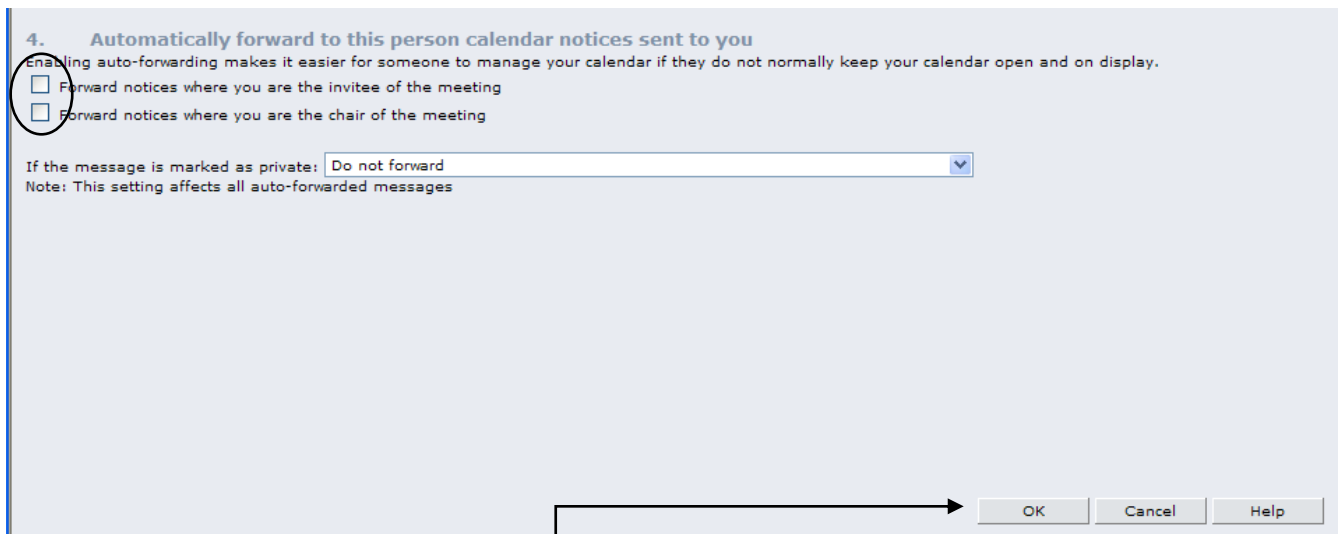 4. Automatically forward to this person calendar notices sent to you
Enabling auto-forwarding makes it easier for someone to manage your calendar if they do not normally keep your calendar open and on display.
Forward notices where you are the invitee of the meeting
Forward notices where you are the chair of the meeting
If the message is marked as private: Do not forward
Note: This setting affects all auto-forwarded messages
OK Cancel Help